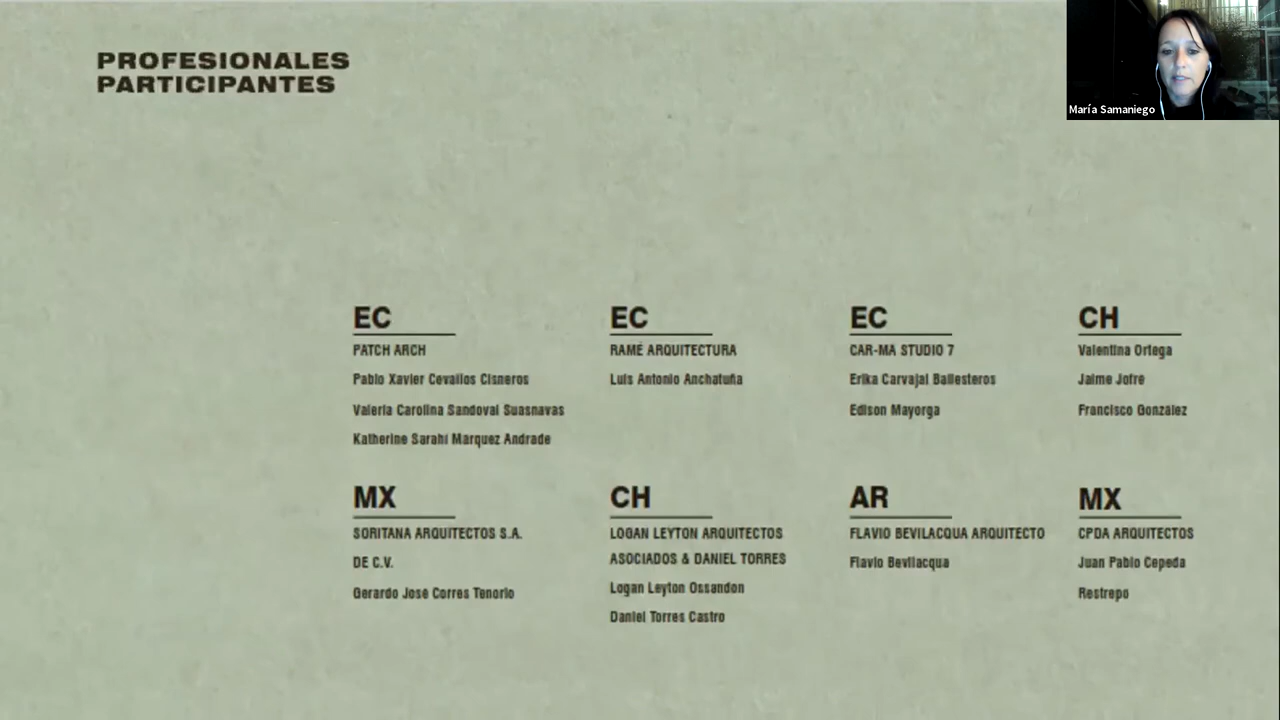 PROFESIONALES
PARTICIPANTES
María Samaniego
EC
PATCH ARCH
Pablo Xavier Cevallos Cisneros
Valeria Carolina Sandoval Suasnavas
Katherine Sarahí Marquez Andrade
EC
RAMÉ ARQUITECTURA
Luis Antonio Anchatuña
EC
CAR-MA STUDIO 7
Erika Carvajal Ballesteros
Edison Mayorga
CH
Valentina Ortega
Jaime Jofré
Francisco González
MX
SORITANA ARQUITECTOS S.A.
DE C.V.
Gerardo José Corres Tenorio
CH
LOGAN LEYTON ARQUITECTOS
ASOCIADOS & DANIEL TORRES
Logan Leyton Ossandon
Daniel Torres Castro
AR
FLAVIO BEVILACQUA ARQUITECTO
Flavio Bevilacqua
MX
CPDA ARQUITECTOS
Juan Pablo Cepeda
Restrepo